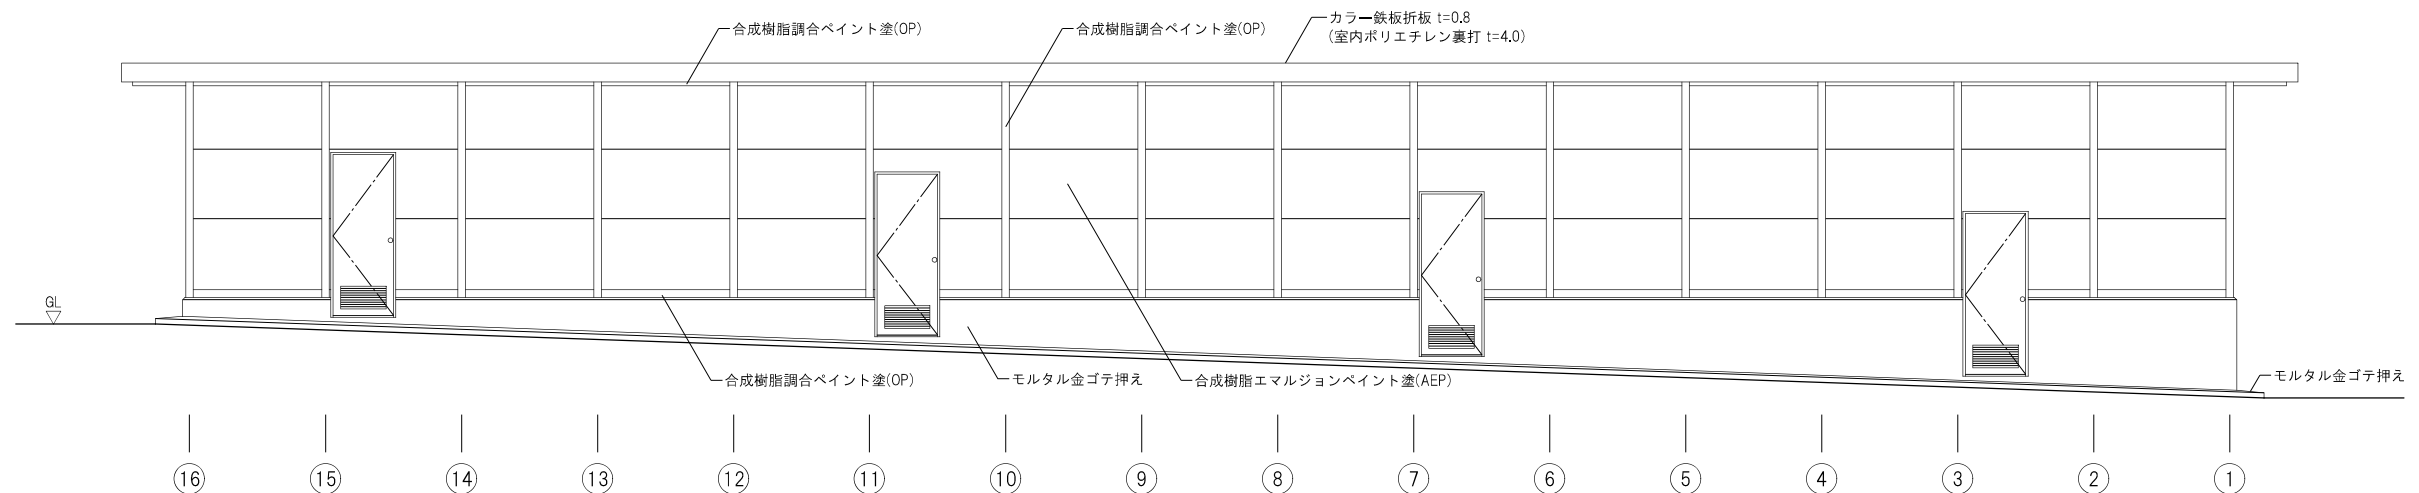 カラー鉄板折板 t=0.8
(室内ポリエチレン裏打 t=4.0)
合成樹脂調合ペイント塗(OP)
合成樹脂調合ペイント塗(OP)
GL
合成樹脂調合ペイント塗(OP)
モルタル金ゴテ押え
合成樹脂エマルジョンペイント塗(AEP)
モルタル金ゴテ押え
16 15 14 13 12 11 10 9 8 7 6 5 4 3 2 1